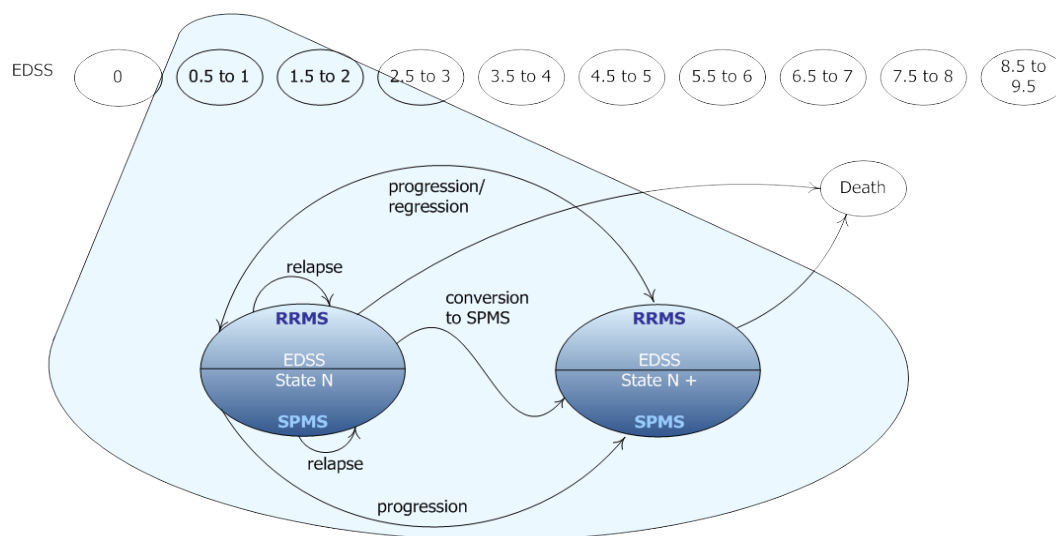 EDSS
0
0.5 to 1
1.5 to 2
2.5 to 3
3.5 to 4
4.5 to 5
5.5 to 6
6.5 to 7
7.5 to 8
8.5 to
9.5
progression/
regression
Death
relapse
conversion
to SPMS
RRMS
EDSS
State N
SPMS
RRMS
EDSS
State N +
SPMS
relapse
progression